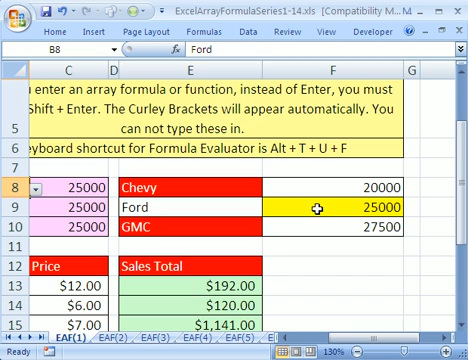 ExcelArrayFormulaSeries1-14.xls [Compatibility M...
Home Insert Page Layout Formulas Data Review View Developer
B8 Ford
C D E F
u enter an array formula or function, instead of Enter, you must
Shift + Enter. The Curley Brackets will appear automatically. You
5 can not type these in.
6 eyboard shortcut for Formula Evaluator is Alt + T + U + F
7
8 25000 Chevy 20000
9 25000 Ford 25000
10 25000 GMC 27500
11
12 Price Sales Total
13 $12.00 $192.00
14 $6.00 $120.00
15 $7.00 $1,141.00
EAF(1) EAF(2) EAF(3) EAF(4) EAF(5) E
Ready 130%